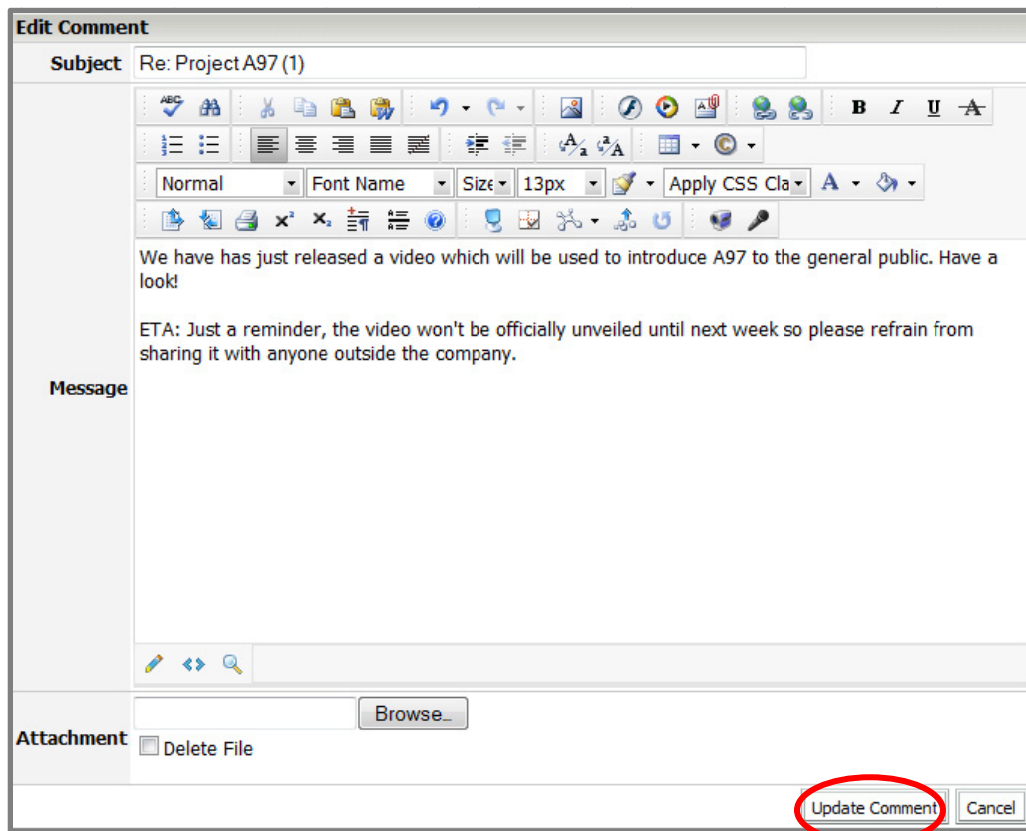 Edit Comment
Subject Re: Project A97 (1)
ABC
B I U A
Normal Font Name Size 13px Apply CSS Cla A
We have has just released a video which will be used to introduce A97 to the general public. Have a
look!
ETA: Just a reminder, the video won't be officially unveiled until next week so please refrain from
sharing it with anyone outside the company.
Message
Browse...
Attachment
Delete File
Update Comment Cancel